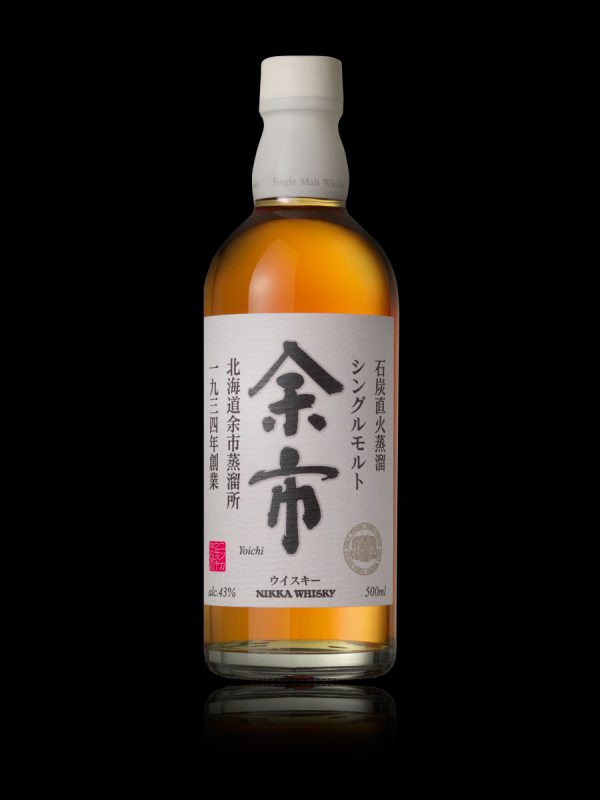 Single Malt Whisky
石炭直火蒸溜
シングルモルト
余市
北海道余市蒸溜所
一九三四年創業
Yoichi
ウイスキー
NIKKA WHISKY
alc.43%
500ml